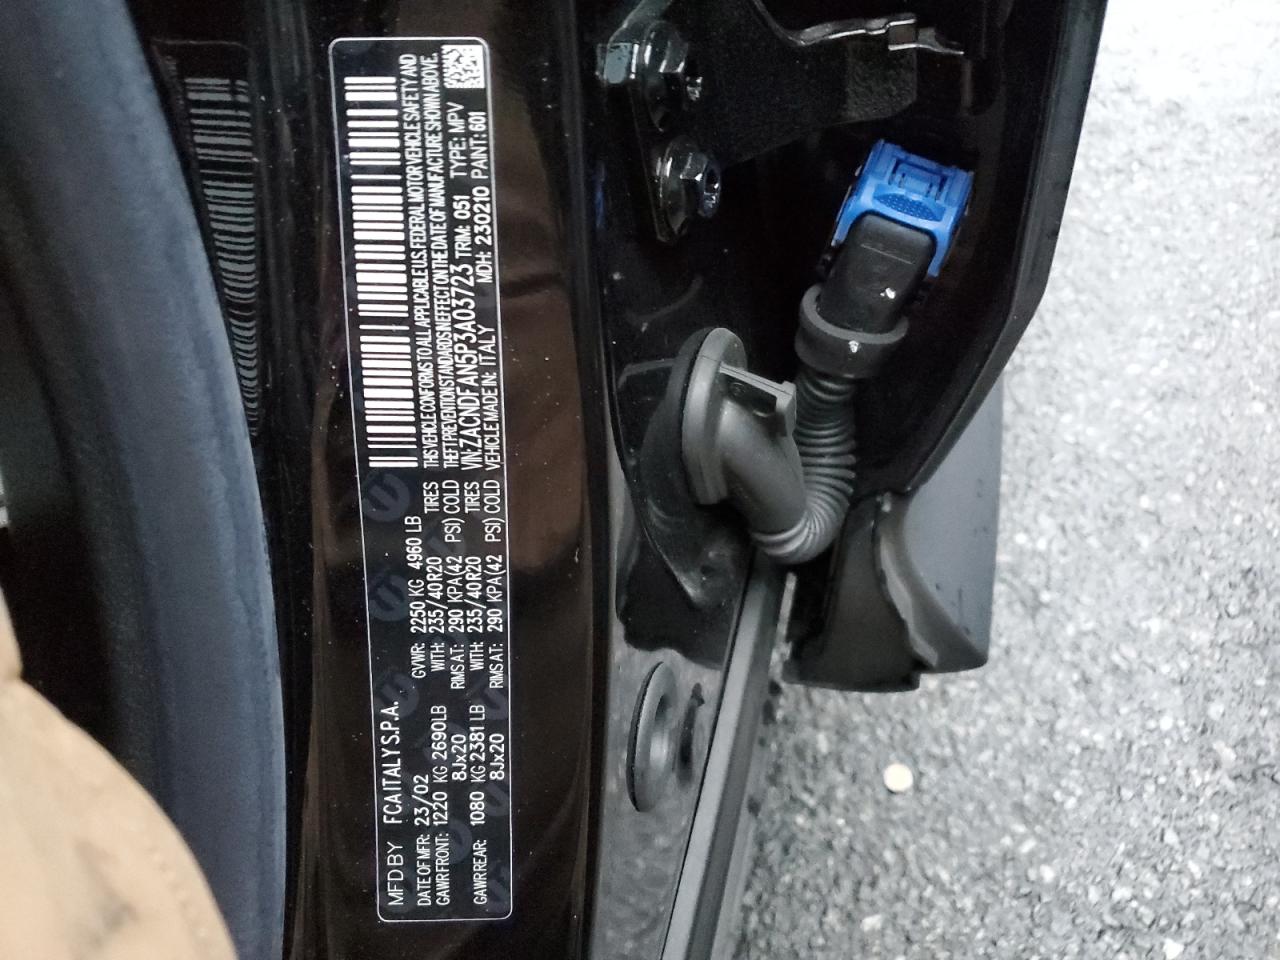 MFD BY FCA ITALY S.P.A.
DATE OF MFR: 23/02 GVWR: 2250 KG 4960 LB
GAWR FRONT: 1220 KG 2690LB WITH: 235/40R20 TIRES
8Jx20 RIMS AT: 290 KPA(42 PSI) COLD
GAWR REAR: 1080 KG 2381 LB WITH: 235/40R20 TIRES
8Jx20 RIMS AT: 290 KPA(42 PSI) COLD
THIS VEHICLE CONFORMS TO ALL APPLICABLE U.S. FEDERAL MOTOR VEHICLE SAFETY AND
THEFT PREVENTION STANDARDS IN EFFECT ON THE DATE OF MANUFACTURE SHOWN ABOVE.
VIN: ZACNDFAN5P3A03723 TRIM: 051 TYPE: MPV
VEHICLE MADE IN: ITALY MDH: 230210 PAINT: 601